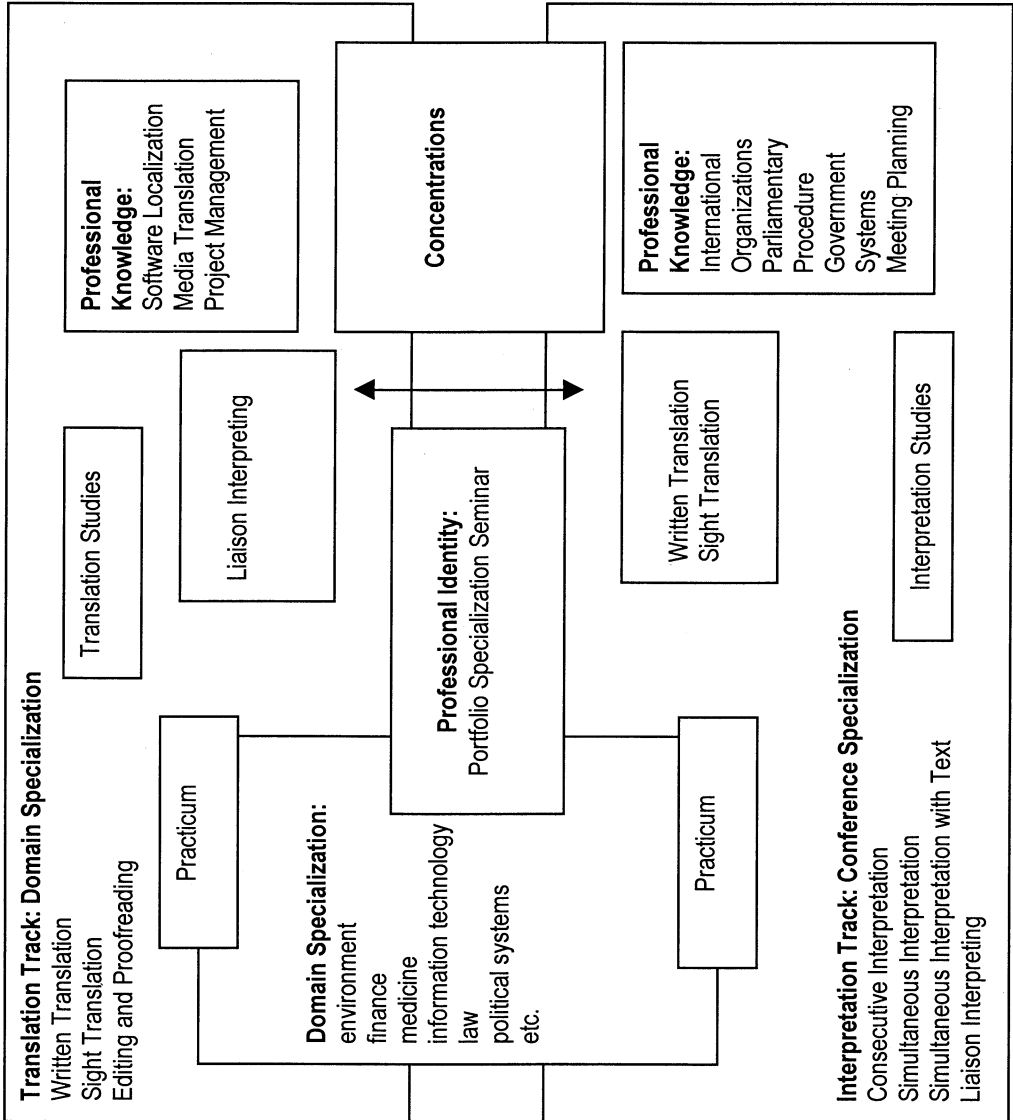 Translation Track: Domain Specialization
Written Translation
Sight Translation
Editing and Proofreading
Translation Studies
Professional
Knowledge:
Software Localization
Media Translation
Project Management
Practicum
Liaison Interpreting
Domain Specialization:
environment
finance
medicine
information technology
law
political systems
etc.
Professional Identity:
Portfolio Specialization Seminar
Concentrations
Practicum
Written Translation
Sight Translation
Professional
Knowledge:
International
Organizations
Parliamentary
Procedure
Government
Systems
Meeting Planning
Interpretation Track: Conference Specialization
Consecutive Interpretation
Simultaneous Interpretation
Simultaneous Interpretation with Text
Liaison Interpreting
Interpretation Studies